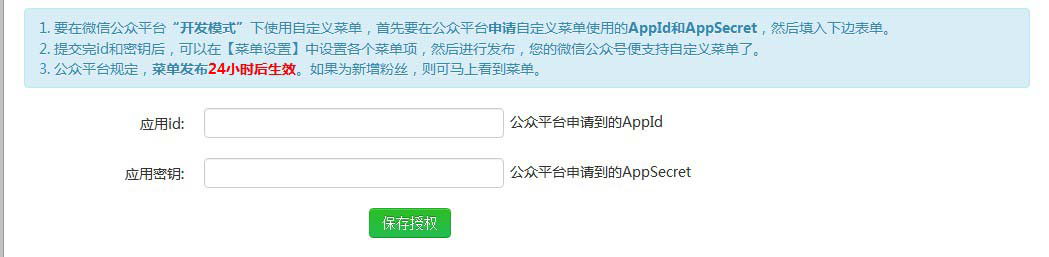 1. 要在微信公众平台“开发模式”下使用自定义菜单，首先要在公众平台申请自定义菜单使用的AppId和AppSecret，然后填入下边表单。
2. 提交完id和密钥后，可以在【菜单设置】中设置各个菜单项，然后进行发布，您的微信公众号便支持自定义菜单了。
3. 公众平台规定，菜单发布24小时后生效。如果为新增粉丝，则可马上看到菜单。
应用id: 公众平台申请到的AppId
应用密钥: 公众平台申请到的AppSecret
保存授权